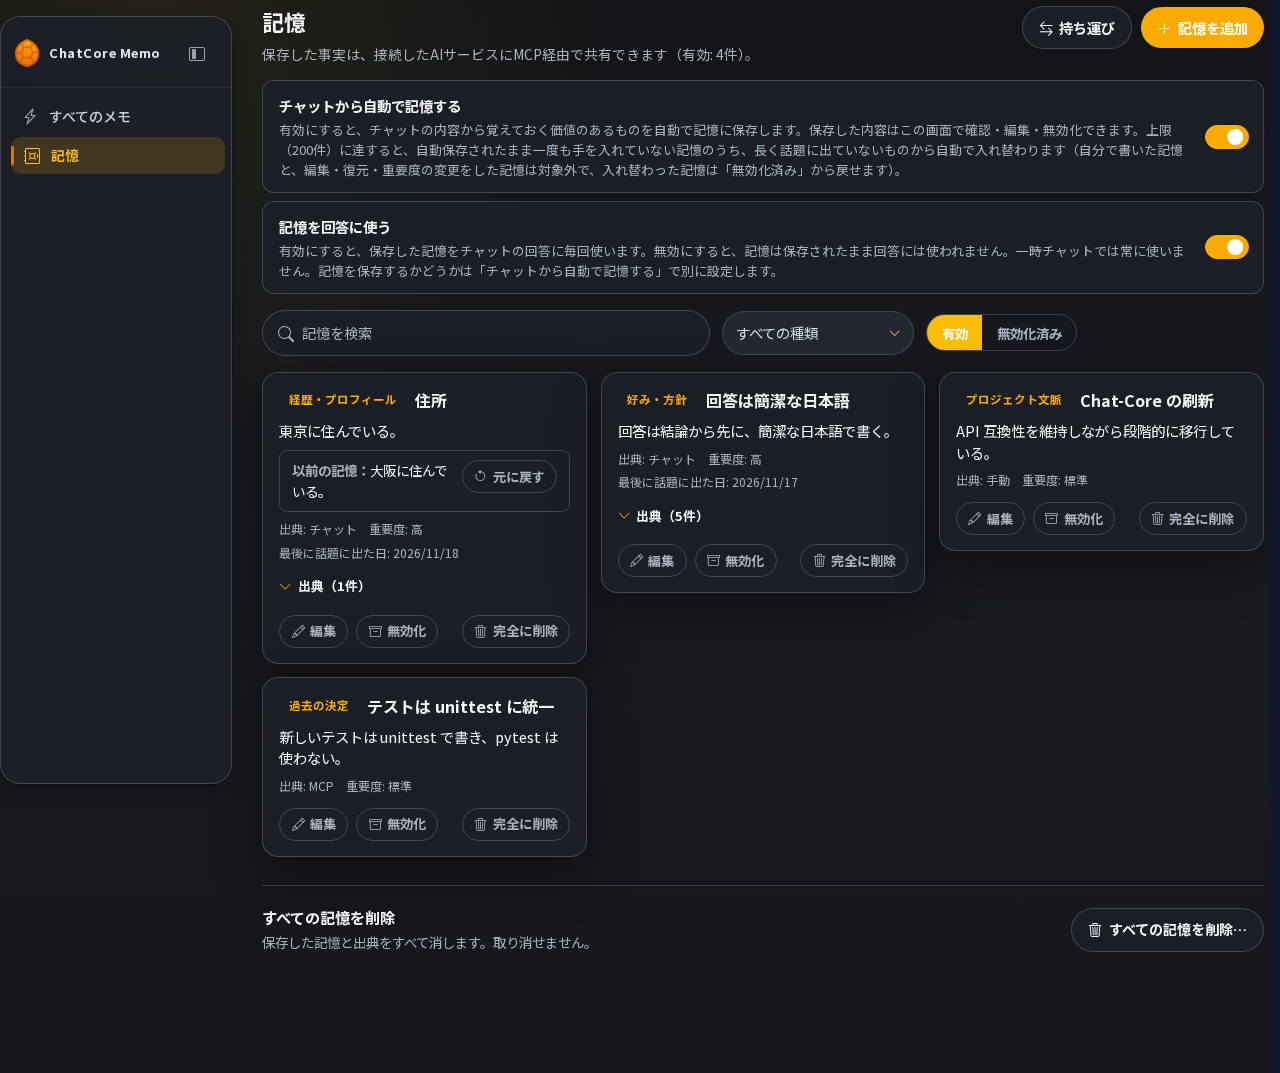 ChatCore Memo
すべてのメモ
記憶
記憶
保存した事実は、接続したAIサービスにMCP経由で共有できます（有効: 4件）。
持ち運び
記憶を追加
チャットから自動で記憶する
有効にすると、チャットの内容から覚えておく価値のあるものを自動で記憶に保存します。保存した内容はこの画面で確認・編集・無効化できます。上限
（200件）に達すると、自動保存されたまま一度も手を入れていない記憶のうち、長く話題に出ていないものから自動で入れ替わります（自分で書いた記憶
と、編集・復元・重要度の変更をした記憶は対象外で、入れ替わった記憶は「無効化済み」から戻せます）。
記憶を回答に使う
有効にすると、保存した記憶をチャットの回答に毎回使います。無効にすると、記憶は保存されたまま回答には使われません。一時チャットでは常に使いま
せん。記憶を保存するかどうかは「チャットから自動で記憶する」で別に設定します。
記憶を検索
すべての種類
有効
無効化済み
経歴・プロフィール 住所
東京に住んでいる。
以前の記憶：大阪に住んで
いる。
元に戻す
出典: チャット 重要度: 高
最後に話題に出た日: 2026/11/18
出典（1件）
編集
無効化
完全に削除
好み・方針 回答は簡潔な日本語
回答は結論から先に、簡潔な日本語で書く。
出典: チャット 重要度: 高
最後に話題に出た日: 2026/11/17
出典（5件）
編集
無効化
完全に削除
プロジェクト文脈 Chat-Core の刷新
API 互換性を維持しながら段階的に移行して
いる。
出典: 手動 重要度: 標準
編集
無効化
完全に削除
過去の決定 テストは unittest に統一
新しいテストは unittest で書き、pytest は
使わない。
出典: MCP 重要度: 標準
編集
無効化
完全に削除
すべての記憶を削除
保存した記憶と出典をすべて消します。取り消せません。
すべての記憶を削除…